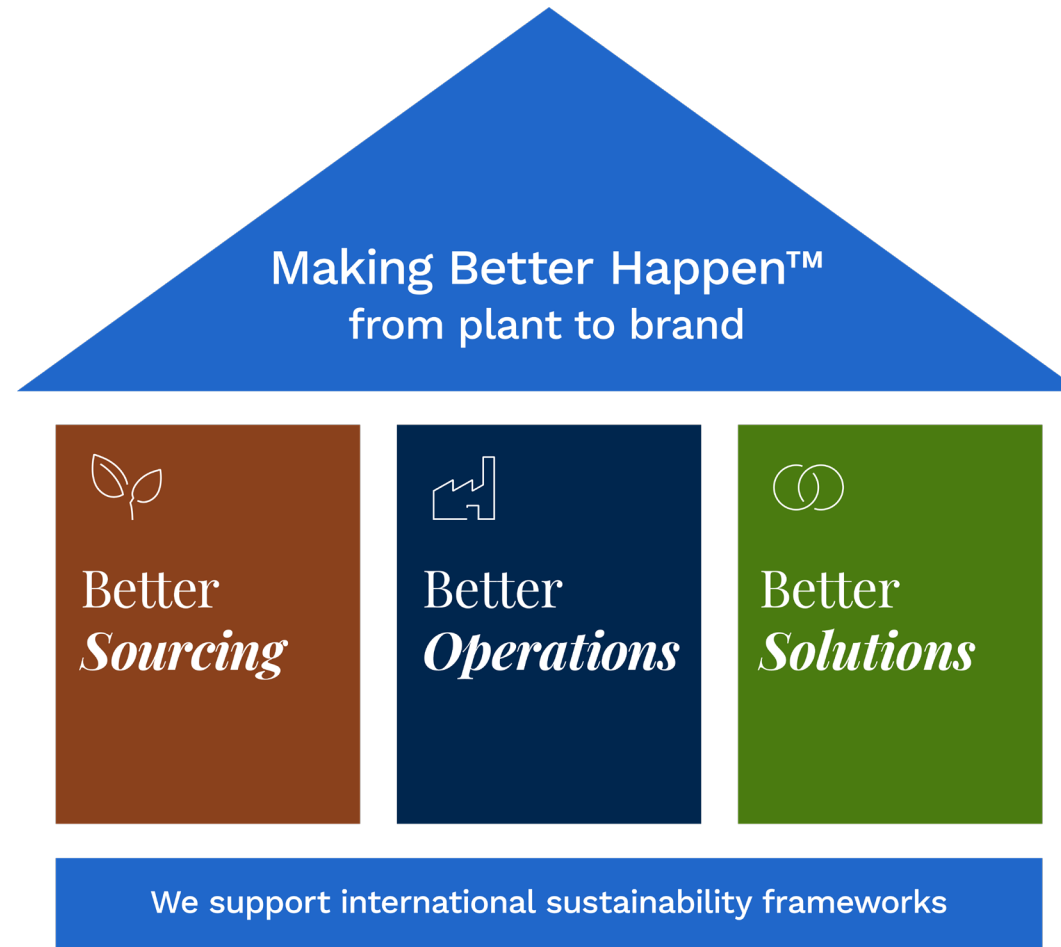 Making Better Happen™
from plant to brand
Better
Sourcing
Better
Operations
Better
Solutions
We support international sustainability frameworks